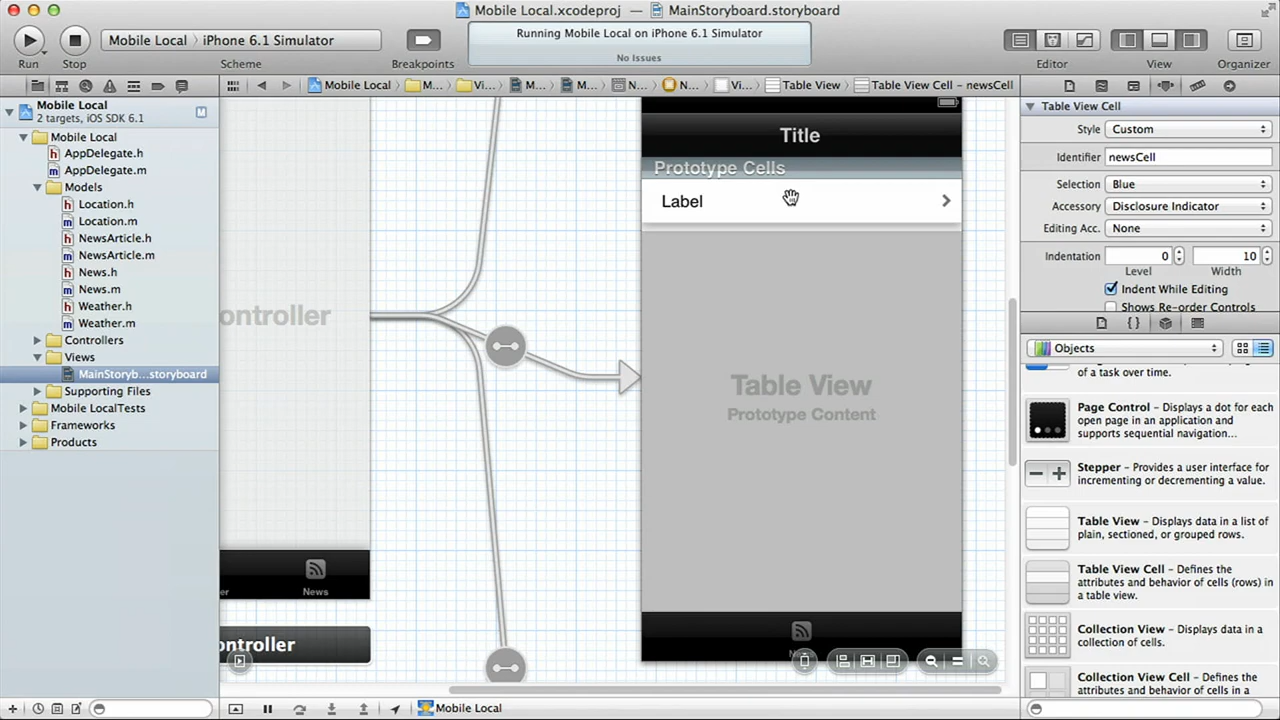 Mobile Local.xcodeproj — MainStoryboard.storyboard
Mobile Local > iPhone 6.1 Simulator
Running Mobile Local on iPhone 6.1 Simulator
No Issues
Run
Stop
Scheme
Breakpoints
Editor
View
Organizer
Mobile Local
M...
Vi...
M...
M...
N...
N...
Vi...
Table View
Table View Cell – newsCell
Mobile Local
2 targets, iOS SDK 6.1
M
Mobile Local
AppDelegate.h
AppDelegate.m
Models
Location.h
Location.m
NewsArticle.h
NewsArticle.m
News.h
News.m
Weather.h
Weather.m
Controllers
Views
MainStoryb...storyboard
Supporting Files
Mobile LocalTests
Frameworks
Products
ontroller
er
News
ontroller
Title
Prototype Cells
Label
Table View
Prototype Content
Table View Cell
Style Custom
Identifier newsCell
Selection Blue
Accessory Disclosure Indicator
Editing Acc. None
Indentation 0 10
Level Width
Indent While Editing
Shows Re-order Controls
Objects
of a task over time.
Page Control – Displays a dot for each
open page in an application and
supports sequential navigation...
Stepper – Provides a user interface for
incrementing or decrementing a value.
Table View – Displays data in a list of
plain, sectioned, or grouped rows.
Table View Cell – Defines the
attributes and behavior of cells (rows) in
a table view.
Collection View – Displays data in a
collection of cells.
Collection View Cell – Defines the
attributes and behavior of cells in a
Mobile Local